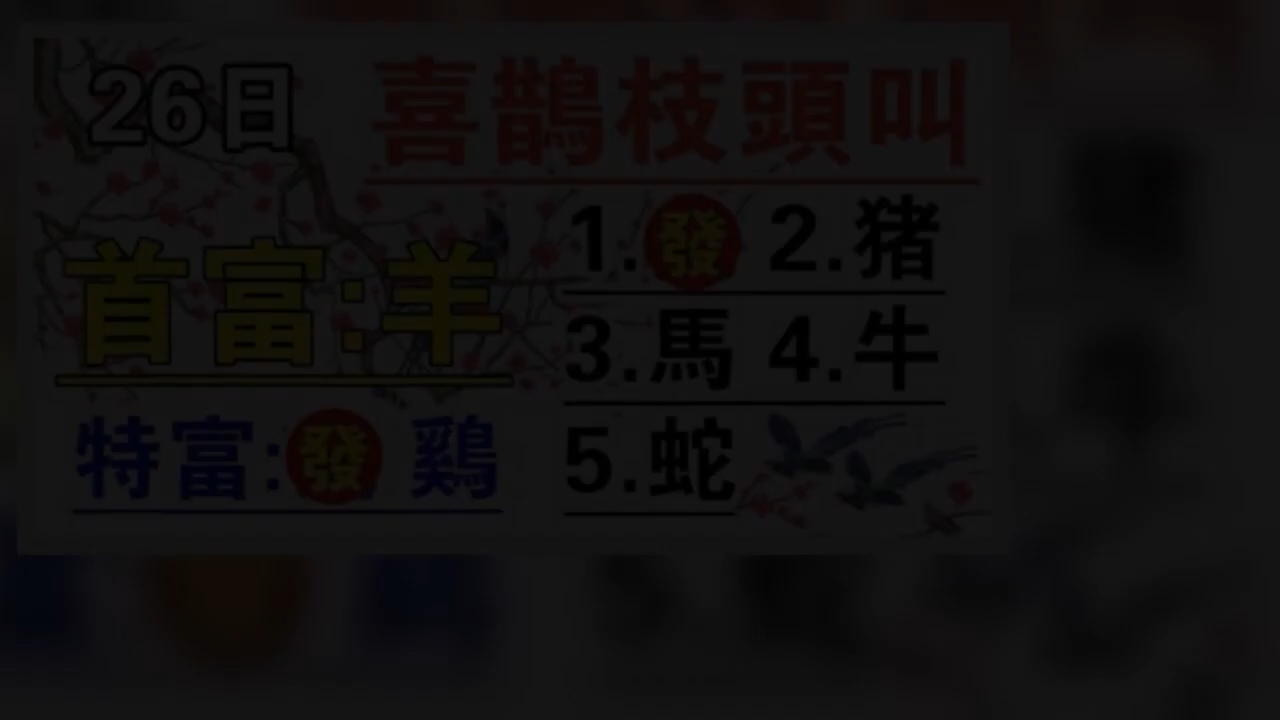 26日
喜鵲枝頭叫
首富:羊
特富:發 鷄
1.發 2.猪
3.馬 4.牛
5.蛇